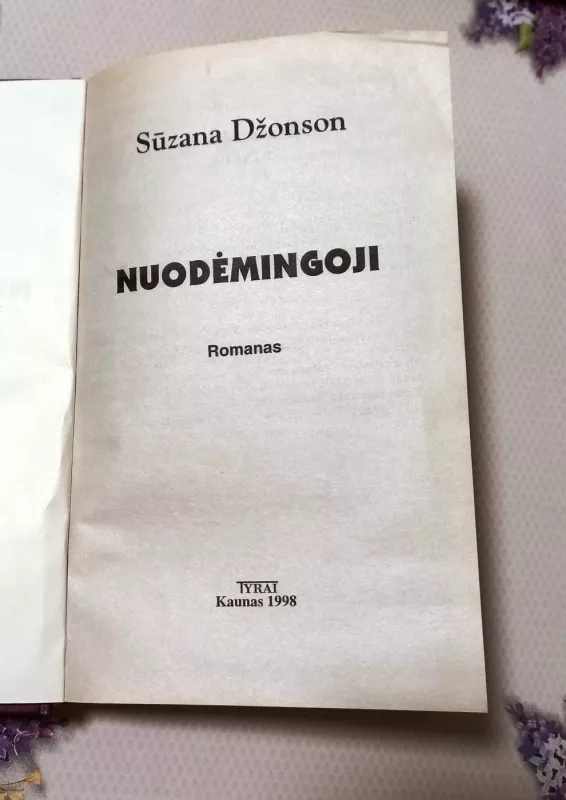 Sūzana Džonson
NUODĖMINGOJI
Romanas
TYRAI
Kaunas 1998